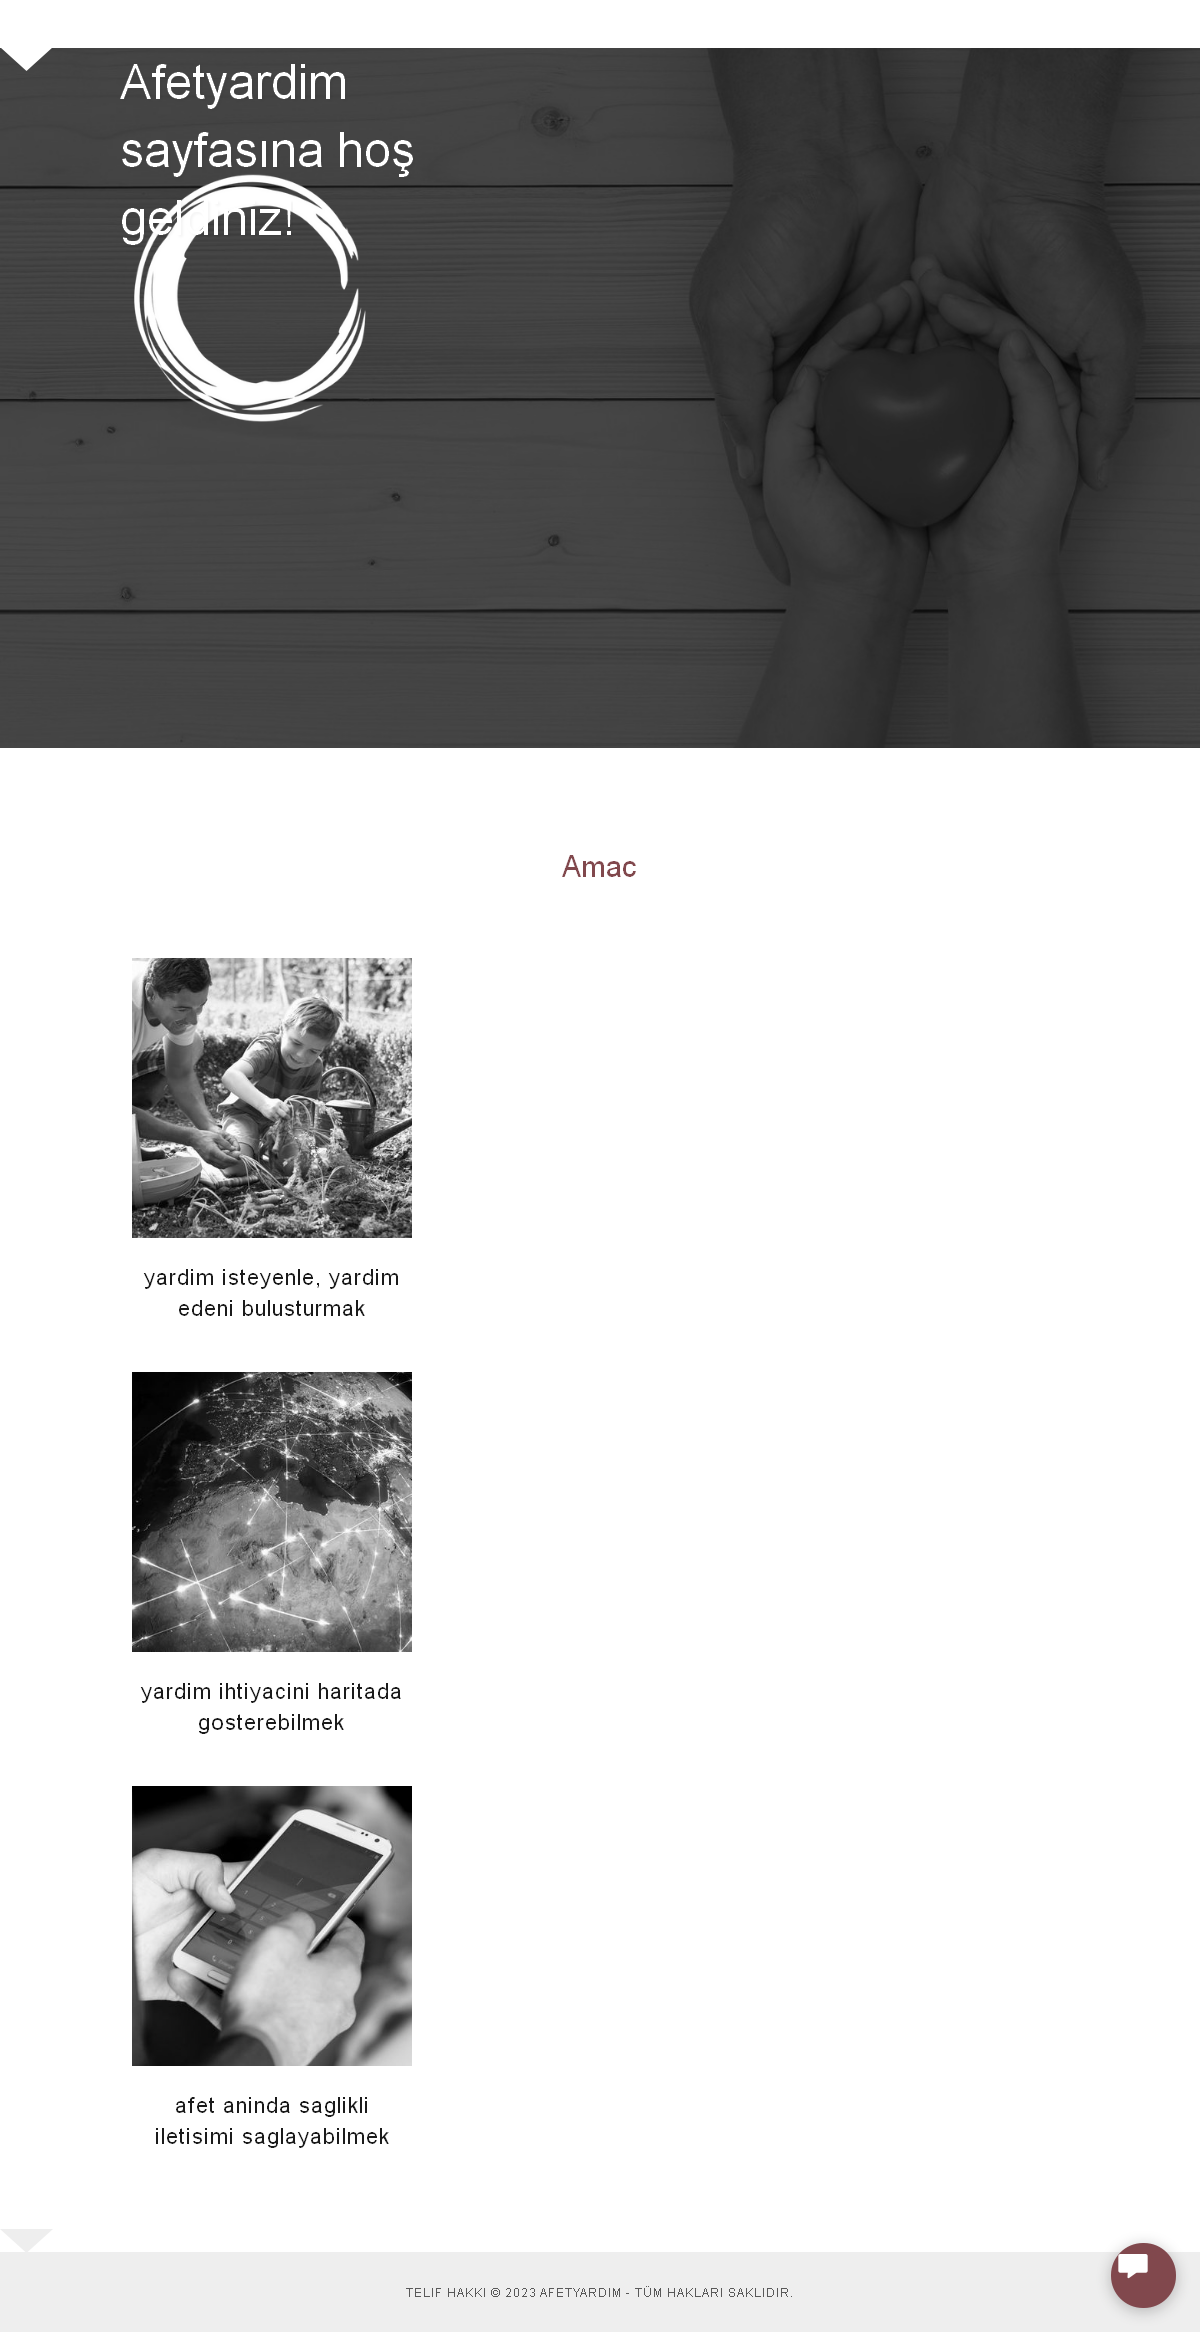 Afetyardim
sayfasına hoş
geldiniz!
Amac
yardim isteyenle, yardim
edeni bulusturmak
yardim ihtiyacini haritada
gosterebilmek
afet aninda saglikli
iletisimi saglayabilmek
TELIF HAKKI © 2023 AFETYARDIM - TÜM HAKLARI SAKLIDIR.